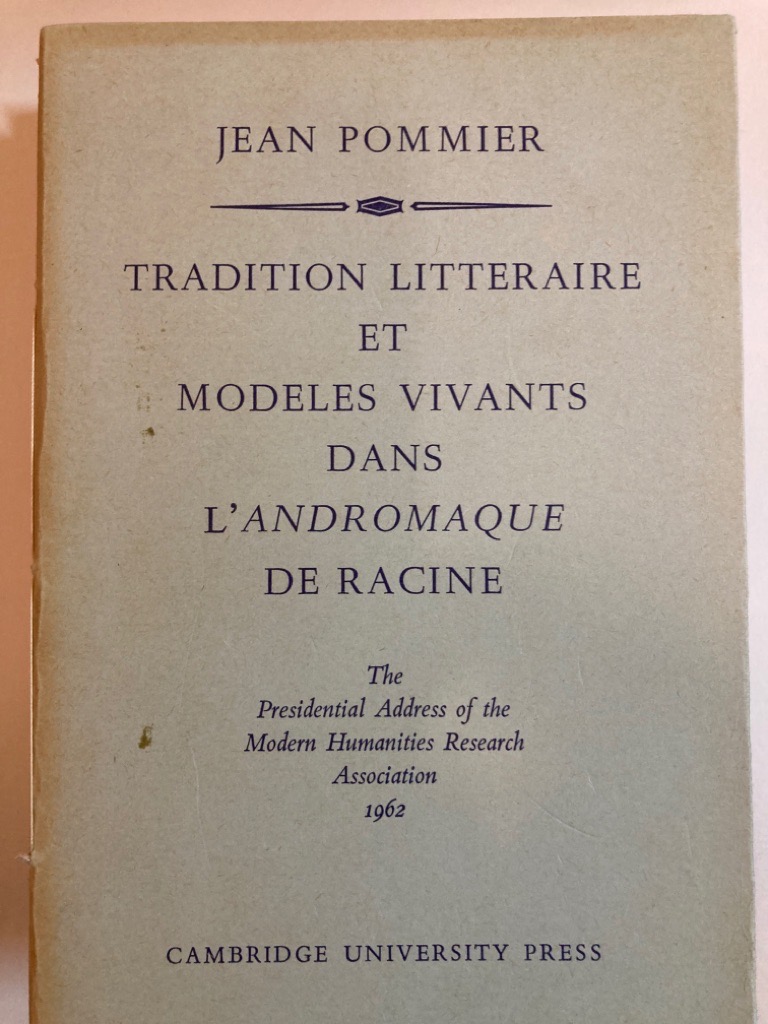 JEAN POMMIER
TRADITION LITTERAIRE
ET
MODELES VIVANTS
DANS
L'ANDROMAQUE
DE RACINE
The
Presidential Address of the
Modern Humanities Research
Association
1962
CAMBRIDGE UNIVERSITY PRESS